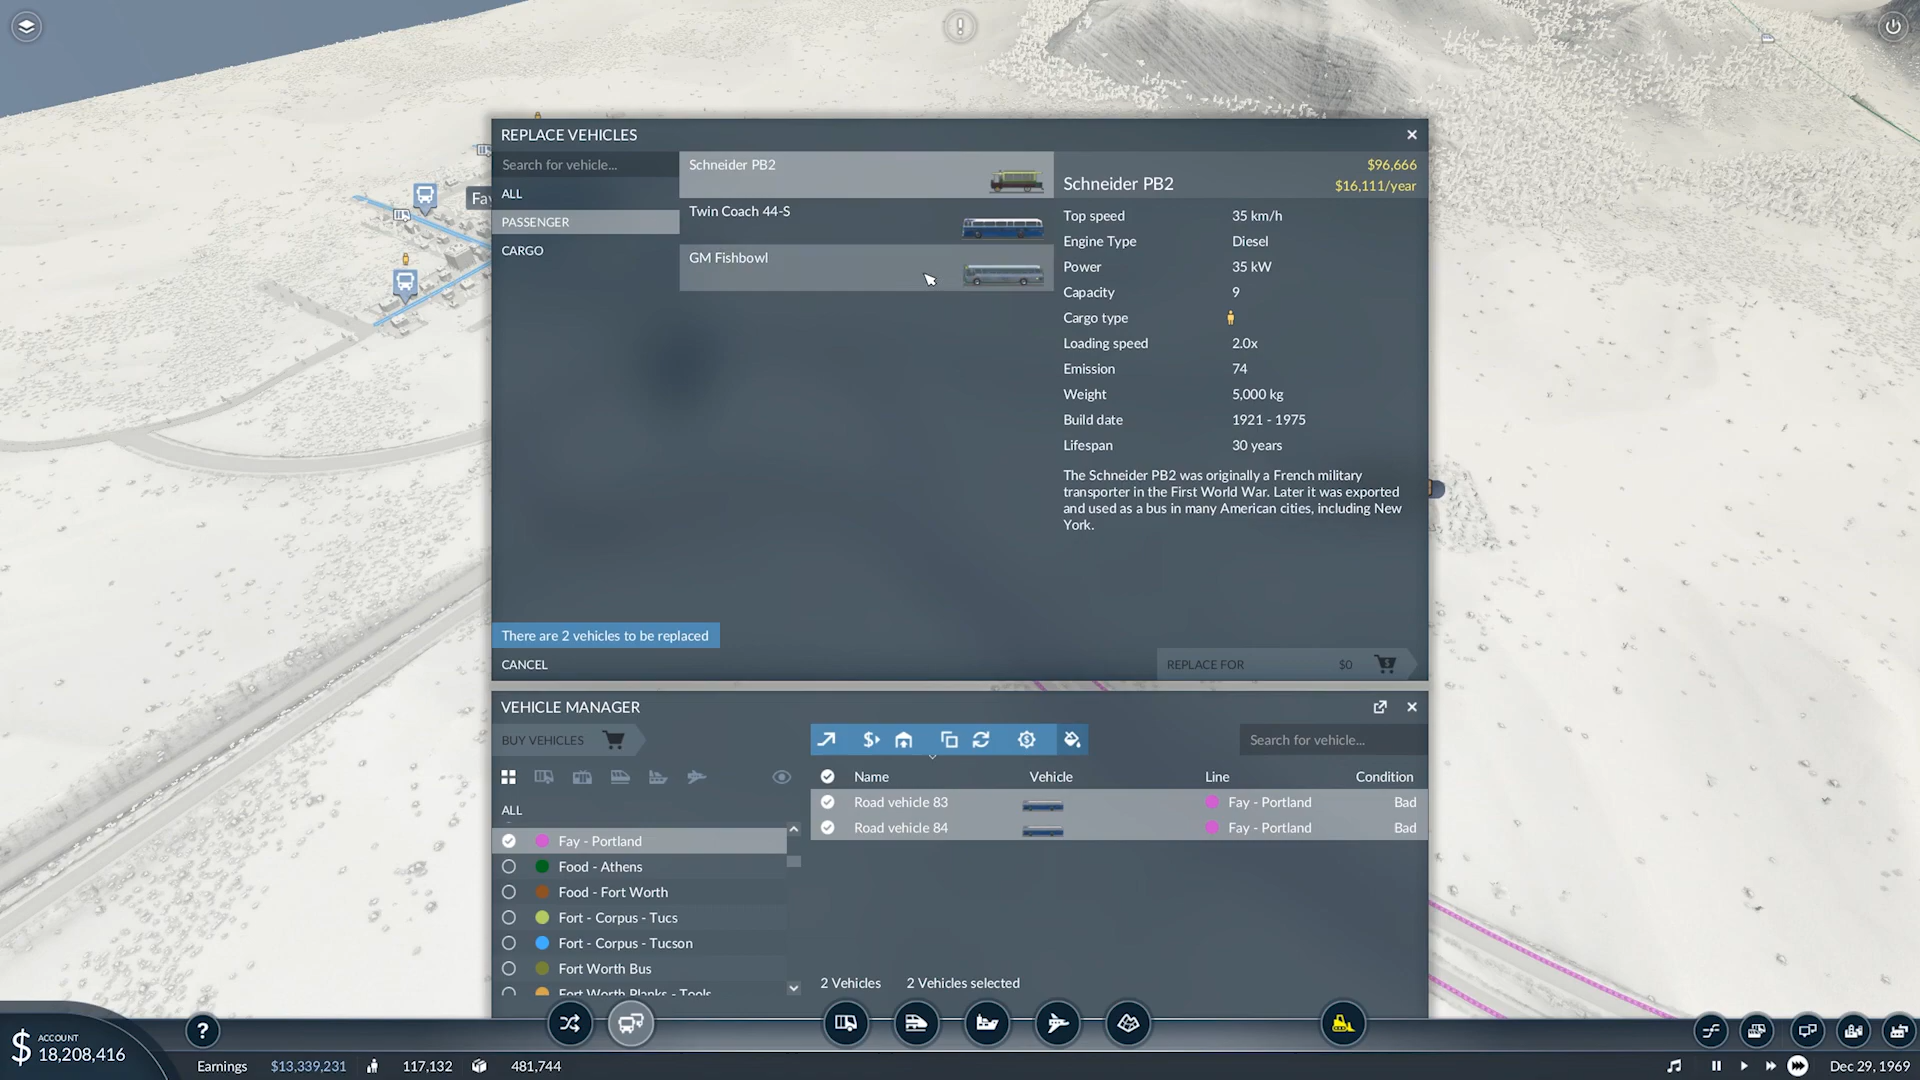 REPLACE VEHICLES
Search for vehicle...
ALL
PASSENGER
CARGO
Schneider PB2
Twin Coach 44-S
GM Fishbowl
Schneider PB2
$96,666
$16,111/year
Top speed 35 km/h
Engine Type Diesel
Power 35 kW
Capacity 9
Cargo type
Loading speed 2.0x
Emission 74
Weight 5,000 kg
Build date 1921 - 1975
Lifespan 30 years
The Schneider PB2 was originally a French military
transporter in the First World War. Later it was exported
and used as a bus in many American cities, including New
York.
Fay
There are 2 vehicles to be replaced
CANCEL
REPLACE FOR $0
VEHICLE MANAGER
BUY VEHICLES
Search for vehicle...
ALL
Fay - Portland
Food - Athens
Food - Fort Worth
Fort - Corpus - Tucs
Fort - Corpus - Tucson
Fort Worth Bus
Fort Worth Planks - Tools
Name Vehicle Line Condition
Road vehicle 83 Fay - Portland Bad
Road vehicle 84 Fay - Portland Bad
2 Vehicles 2 Vehicles selected
$ ACCOUNT
18,208,416
?
Earnings $13,339,231 117,132 481,744
Dec 29, 1969